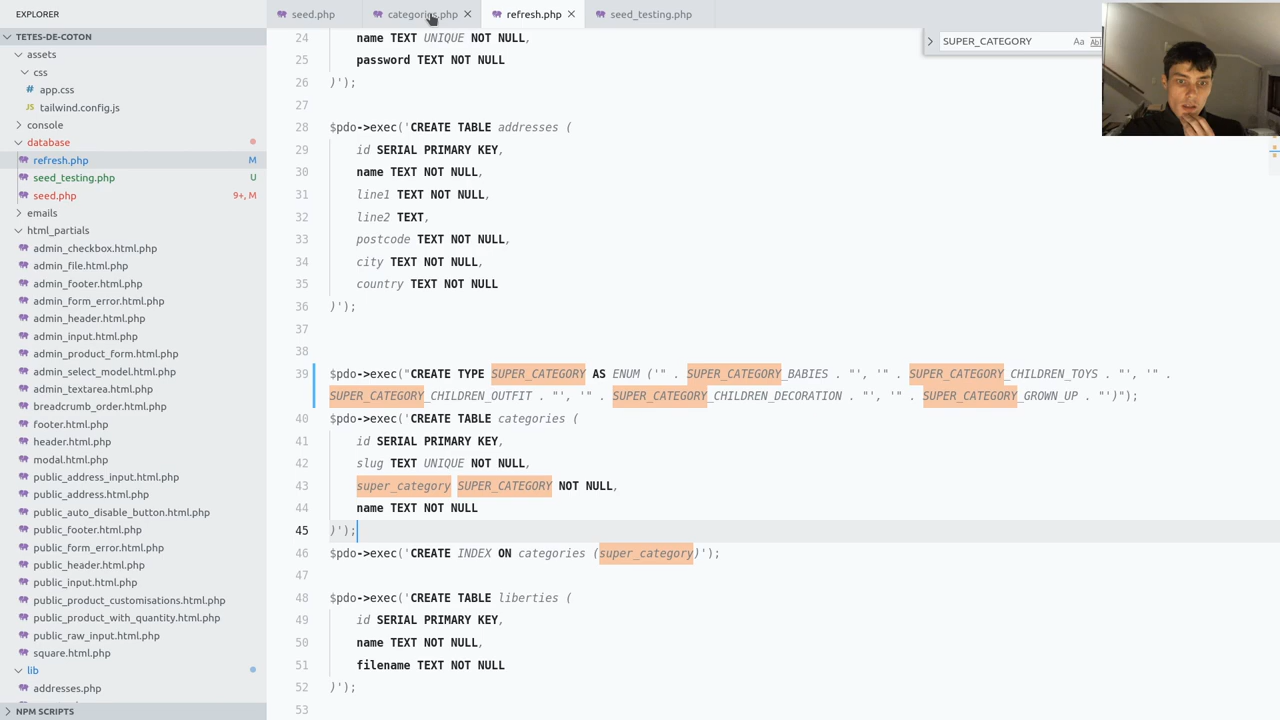 EXPLORER
TETES-DE-COTON
assets
css
# app.css
JS tailwind.config.js
console
database
refresh.php M
seed_testing.php U
seed.php 9+, M
emails
html_partials
admin_checkbox.html.php
admin_file.html.php
admin_footer.html.php
admin_form_error.html.php
admin_header.html.php
admin_input.html.php
admin_product_form.html.php
admin_select_model.html.php
admin_textarea.html.php
breadcrumb_order.html.php
footer.html.php
header.html.php
modal.html.php
public_address_input.html.php
public_address.html.php
public_auto_disable_button.html.php
public_footer.html.php
public_form_error.html.php
public_header.html.php
public_input.html.php
public_product_customisations.html.php
public_product_with_quantity.html.php
public_raw_input.html.php
square.html.php
lib
addresses.php
NPM SCRIPTS
seed.php categories.php refresh.php seed_testing.php
SUPER_CATEGORY Aa Ab
24 name TEXT UNIQUE NOT NULL,
25 password TEXT NOT NULL
26 )');
27
28 $pdo->exec('CREATE TABLE addresses (
29 id SERIAL PRIMARY KEY,
30 name TEXT NOT NULL,
31 line1 TEXT NOT NULL,
32 line2 TEXT,
33 postcode TEXT NOT NULL,
34 city TEXT NOT NULL,
35 country TEXT NOT NULL
36 )');
37
38
39 $pdo->exec("CREATE TYPE SUPER_CATEGORY AS ENUM ('" . SUPER_CATEGORY_BABIES . "', '" . SUPER_CATEGORY_CHILDREN_TOYS . "', '" .
SUPER_CATEGORY_CHILDREN_OUTFIT . "', '" . SUPER_CATEGORY_CHILDREN_DECORATION . "', '" . SUPER_CATEGORY_GROWN_UP . "')");
40 $pdo->exec('CREATE TABLE categories (
41 id SERIAL PRIMARY KEY,
42 slug TEXT UNIQUE NOT NULL,
43 super_category SUPER_CATEGORY NOT NULL,
44 name TEXT NOT NULL
45 )');
46 $pdo->exec('CREATE INDEX ON categories (super_category)');
47
48 $pdo->exec('CREATE TABLE liberties (
49 id SERIAL PRIMARY KEY,
50 name TEXT NOT NULL,
51 filename TEXT NOT NULL
52 )');
53